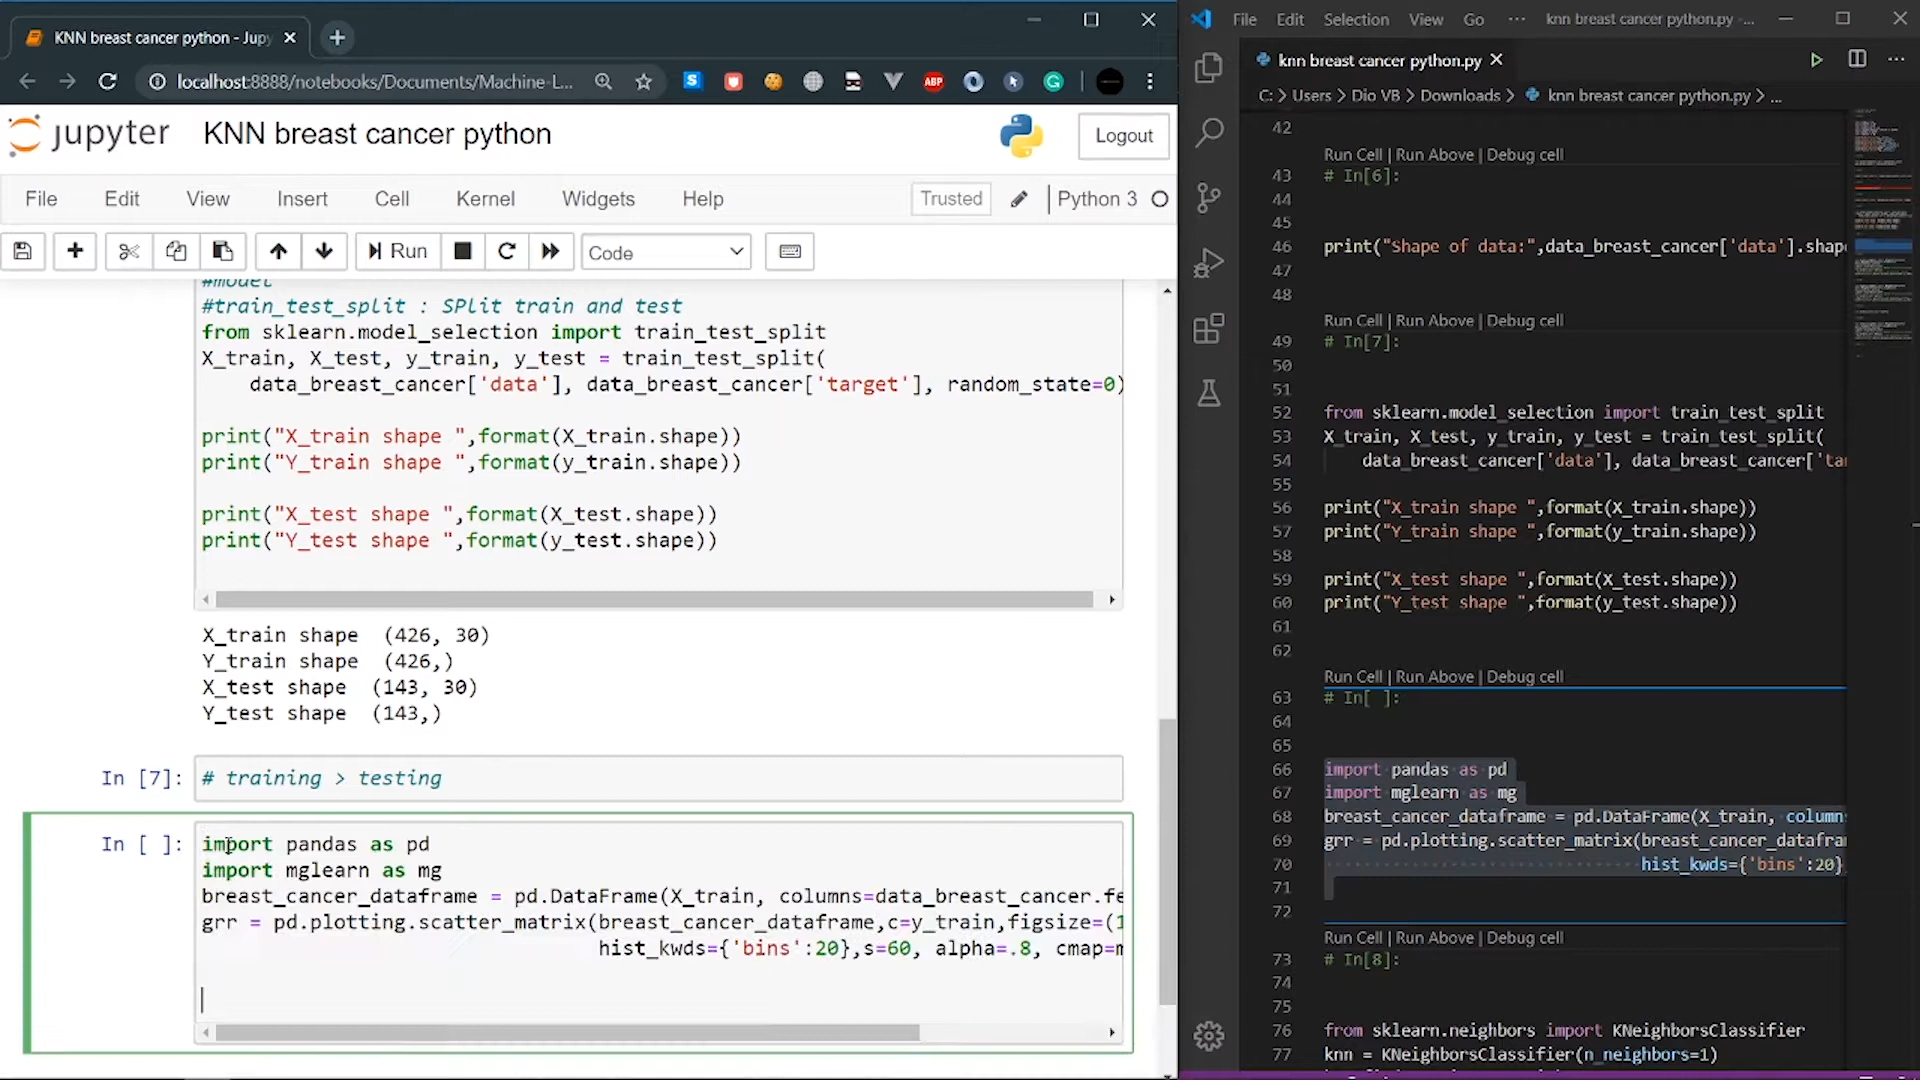 KNN breast cancer python - Jupy
localhost:8888/notebooks/Documents/Machine-L...
ABP
jupyter KNN breast cancer python
Logout
File Edit View Insert Cell Kernel Widgets Help
Trusted
Python 3
Run
Code
#model
#train_test_split : SPLit train and test
from sklearn.model_selection import train_test_split
X_train, X_test, y_train, y_test = train_test_split(
data_breast_cancer['data'], data_breast_cancer['target'], random_state=0)
print("X_train shape ",format(X_train.shape))
print("Y_train shape ",format(y_train.shape))
print("X_test shape ",format(X_test.shape))
print("Y_test shape ",format(y_test.shape))
X_train shape (426, 30)
Y_train shape (426,)
X_test shape (143, 30)
Y_test shape (143,)
In [7]: # training > testing
In [ ]: import pandas as pd
import mglearn as mg
breast_cancer_dataframe = pd.DataFrame(X_train, columns=data_breast_cancer.fe
grr = pd.plotting.scatter_matrix(breast_cancer_dataframe,c=y_train,figsize=(1
hist_kwds={'bins':20},s=60, alpha=.8, cmap=m
File Edit Selection View Go ··· knn breast cancer python.py - ...
knn breast cancer python.py
C: > Users > Dio VB > Downloads > knn breast cancer python.py > ...
42
Run Cell | Run Above | Debug cell
43 # In[6]:
44
45
46 print("Shape of data:",data_breast_cancer['data'].shape
47
48
Run Cell | Run Above | Debug cell
49 # In[7]:
50
51
52 from sklearn.model_selection import train_test_split
53 X_train, X_test, y_train, y_test = train_test_split(
54 data_breast_cancer['data'], data_breast_cancer['tar
55
56 print("X_train shape ",format(X_train.shape))
57 print("Y_train shape ",format(y_train.shape))
58
59 print("X_test shape ",format(X_test.shape))
60 print("Y_test shape ",format(y_test.shape))
61
62
Run Cell | Run Above | Debug cell
63 # In[ ]:
64
65
66 import pandas as pd
67 import mglearn as mg
68 breast_cancer_dataframe = pd.DataFrame(X_train, column
69 grr = pd.plotting.scatter_matrix(breast_cancer_datafra
70 hist_kwds={'bins':20}
71
72
Run Cell | Run Above | Debug cell
73 # In[8]:
74
75
76 from sklearn.neighbors import KNeighborsClassifier
77 knn = KNeighborsClassifier(n_neighbors=1)